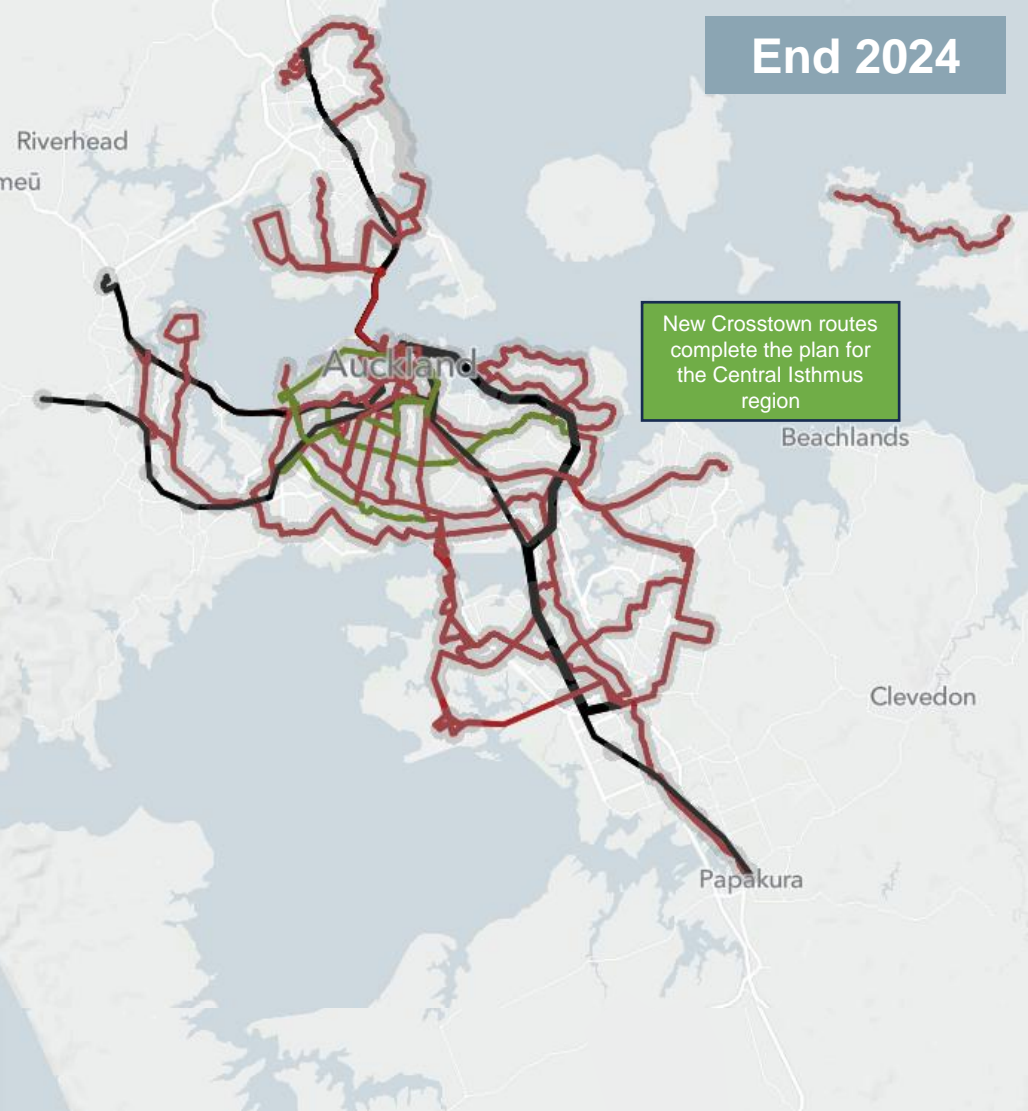 End 2024
Riverhead
meū
New Crosstown routes
complete the plan for
the Central Isthmus
region
Auckland
Beachlands
Clevedon
Papakura